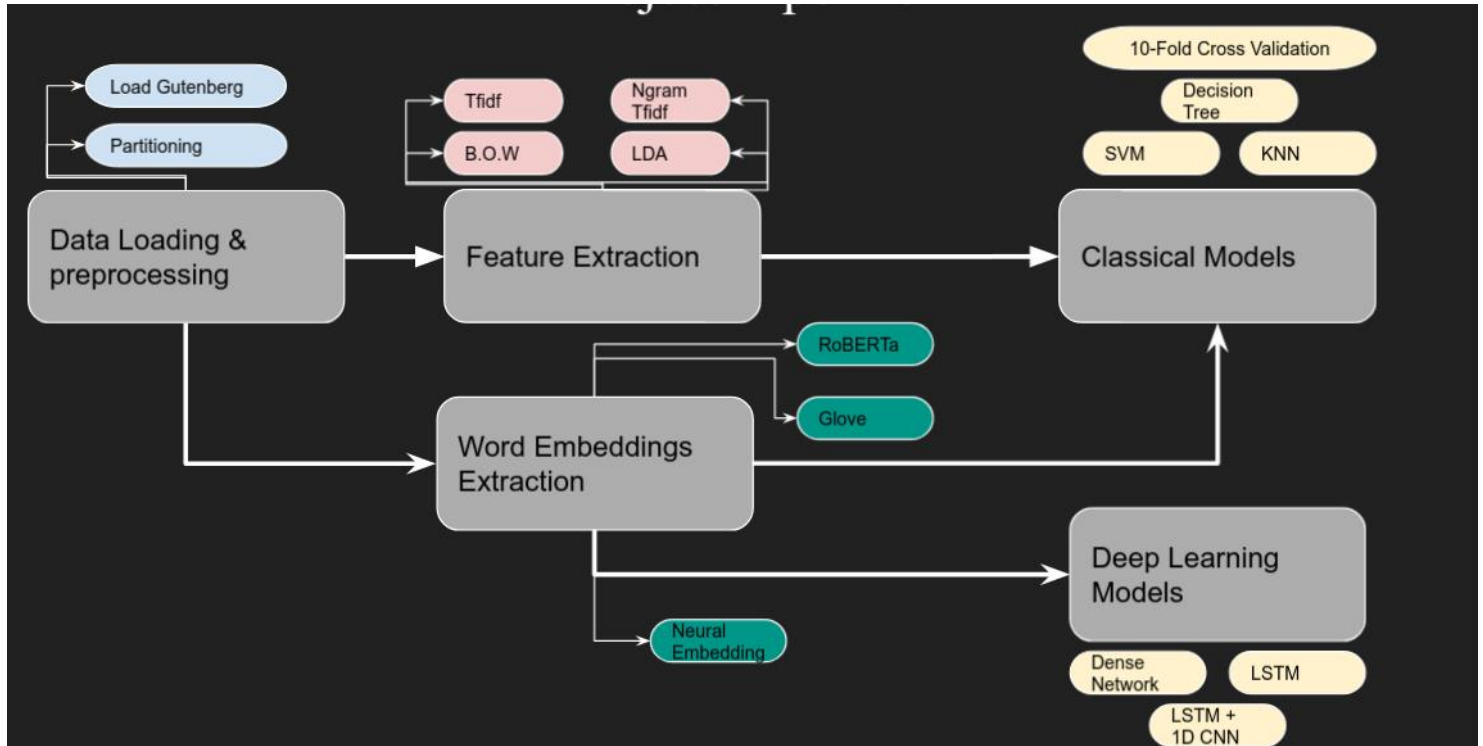 10-Fold Cross Validation
Load Gutenberg
Partitioning
Tfidf
Ngram
Tfidf
B.O.W
LDA
Decision
Tree
SVM
KNN
Data Loading &
preprocessing
Feature Extraction
Classical Models
RoBERTa
Glove
Word Embeddings
Extraction
Deep Learning
Models
Neural
Embedding
Dense
Network
LSTM
LSTM +
1D CNN